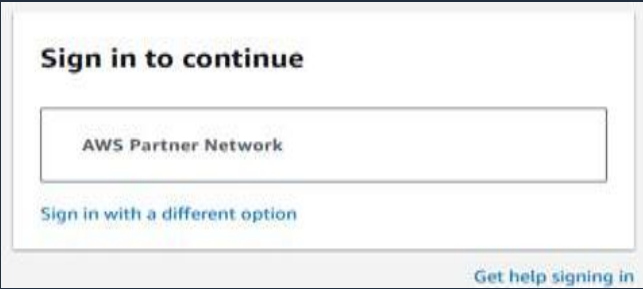 Sign in to continue
AWS Partner Network
Sign in with a different option
Get help signing in